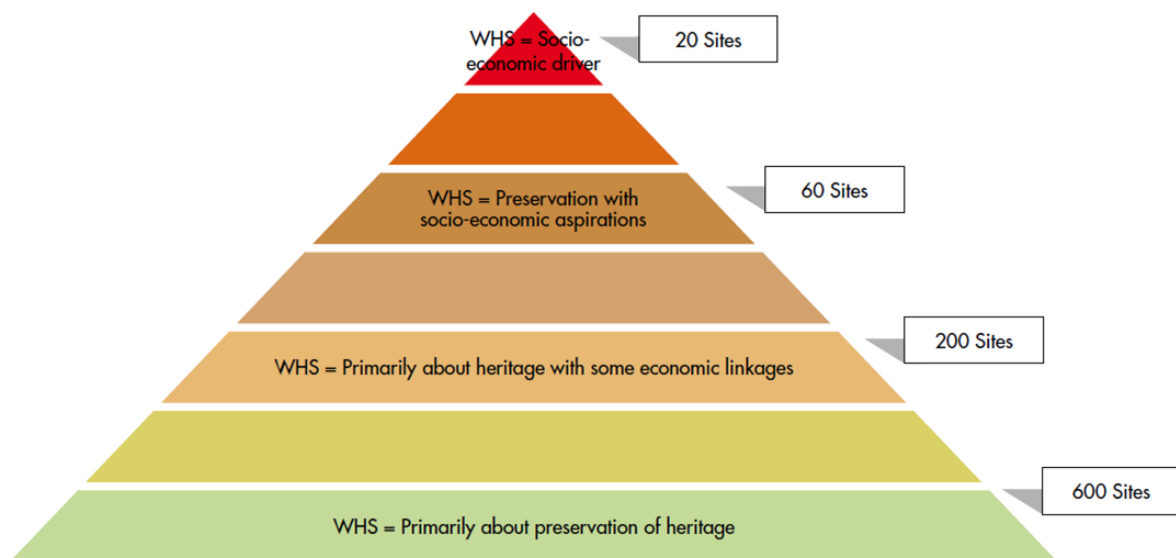 WHS = Socio-
economic driver
20 Sites
WHS = Preservation with
socio-economic aspirations
60 Sites
200 Sites
WHS = Primarily about heritage with some economic linkages
600 Sites
WHS = Primarily about preservation of heritage